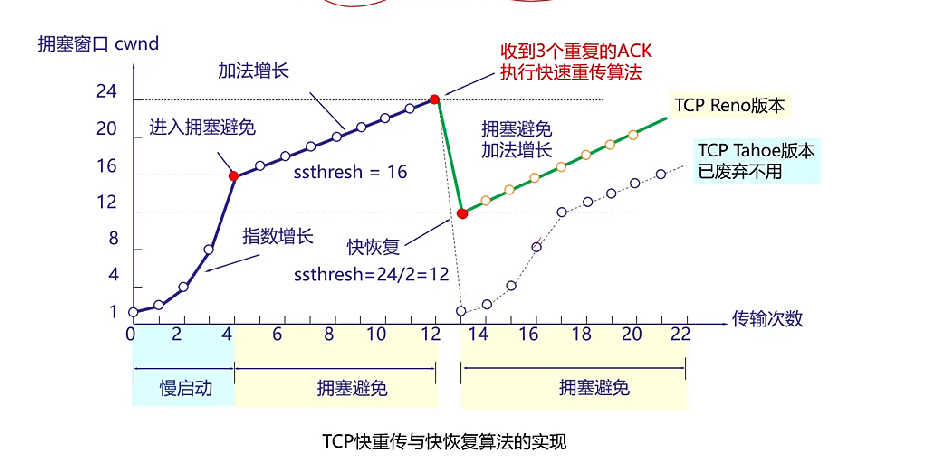 拥塞窗口 cwnd
收到3个重复的ACK
执行快速重传算法
加法增长
24
TCP Reno版本
进入拥塞避免
20
拥塞避免
加法增长
TCP Tahoe版本
已废弃不用
16
ssthresh = 16
12
指数增长
快恢复
8
ssthresh=24/2=12
4
1
0 2 4 6 8 10 12 14 16 18 20 22 传输次数
慢启动 拥塞避免 拥塞避免
TCP快重传与快恢复算法的实现